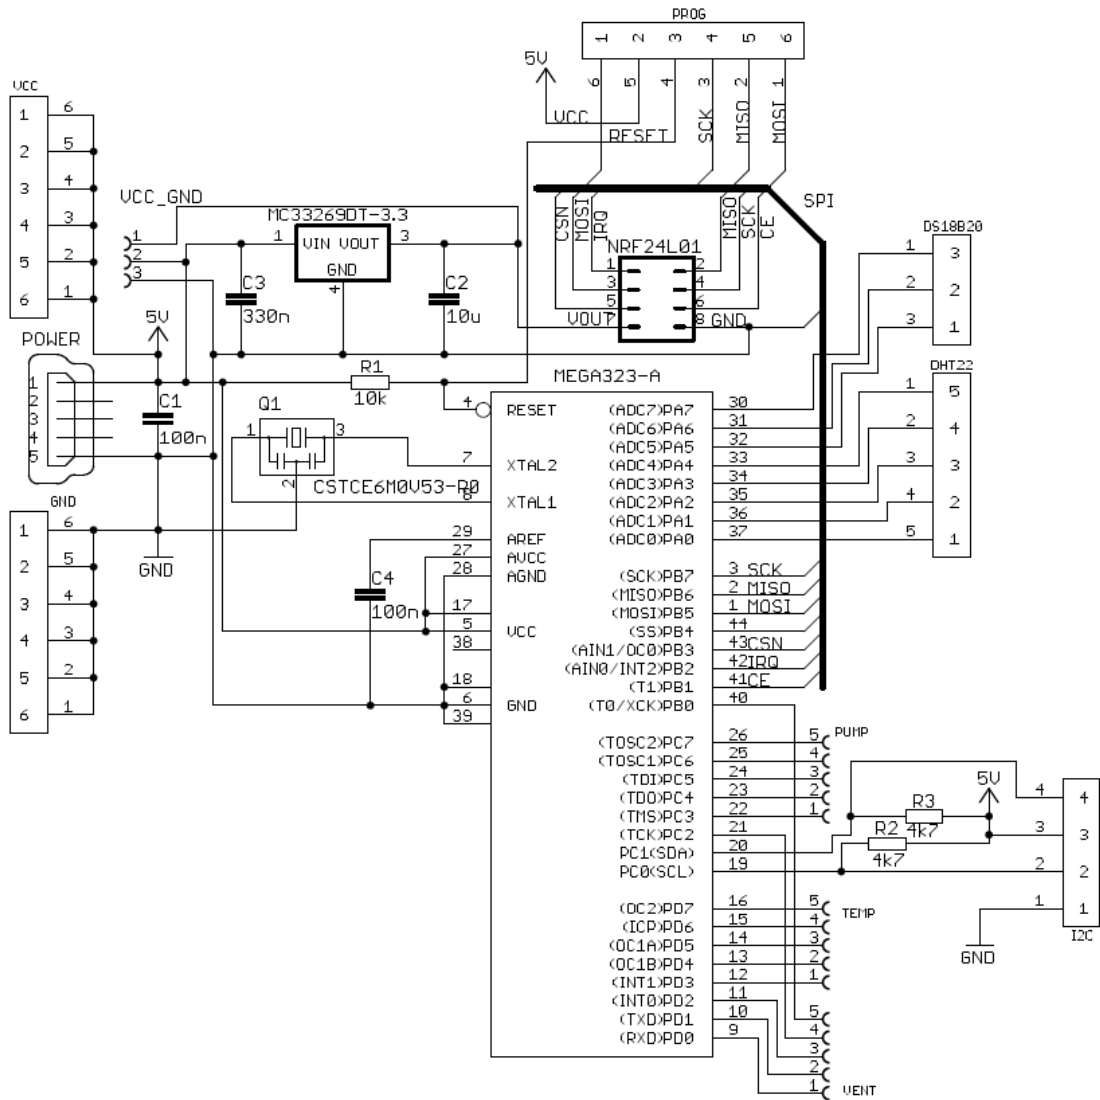 PROG
1 2 3 4 5 6
6 5 4 3 2 1
5V
VCC
RESET
SCK
MISO
MOSI
VCC
1 6
2 5
3 4
4 3
5 2
6 1
VCC_GND
1
2
3
MC33269DT-3.3
1 VIN VOUT 3
GND
4
C3
330n
C2
10u
SPI
CSN
MOSI
IRQ
MISO
SCK
CE
NRF24L01
1 2
3 4
5 6
VOUT7 8 GND
DS18B20
1 3
2 2
3 1
DHT22
1 5
2 4
3 3
4 2
5 1
5V
POWER
1
2
3
4
5
C1
100n
R1
10k
Q1
1 3
2
CSTCE6M0V53-R0
GND
1 6
2 5
3 4
4 3
5 2
6 1
GND
C4
100n
MEGA323-A
4 RESET
7 XTAL2
8 XTAL1
29 AREF
27 AVCC
28 AGND
17
5 VCC
38
18
6 GND
39
(ADC7)PA7 30
(ADC6)PA6 31
(ADC5)PA5 32
(ADC4)PA4 33
(ADC3)PA3 34
(ADC2)PA2 35
(ADC1)PA1 36
(ADC0)PA0 37
(SCK)PB7 3 SCK
(MISO)PB6 2 MISO
(MOSI)PB5 1 MOSI
(SS)PB4 44
(AIN1/OC0)PB3 43CSN
(AIN0/INT2)PB2 42IRQ
(T1)PB1 41CE
(T0/XCK)PB0 40
(TOSC2)PC7 26
(TOSC1)PC6 25
(TDI)PC5 24
(TDO)PC4 23
(TMS)PC3 22
(TCK)PC2 21
PC1(SDA) 20
PC0(SCL) 19
(OC2)PD7 16
(ICP)PD6 15
(OC1A)PD5 14
(OC1B)PD4 13
(INT1)PD3 12
(INT0)PD2 11
(TXD)PD1 10
(RXD)PD0 9
5 PUMP
4
3
2
1
5V
R3
4k7
R2
4k7
4 4
3 3
2 2
1 1
I2C
GND
5 TEMP
4
3
2
1
5
4
3
2
1 VENT